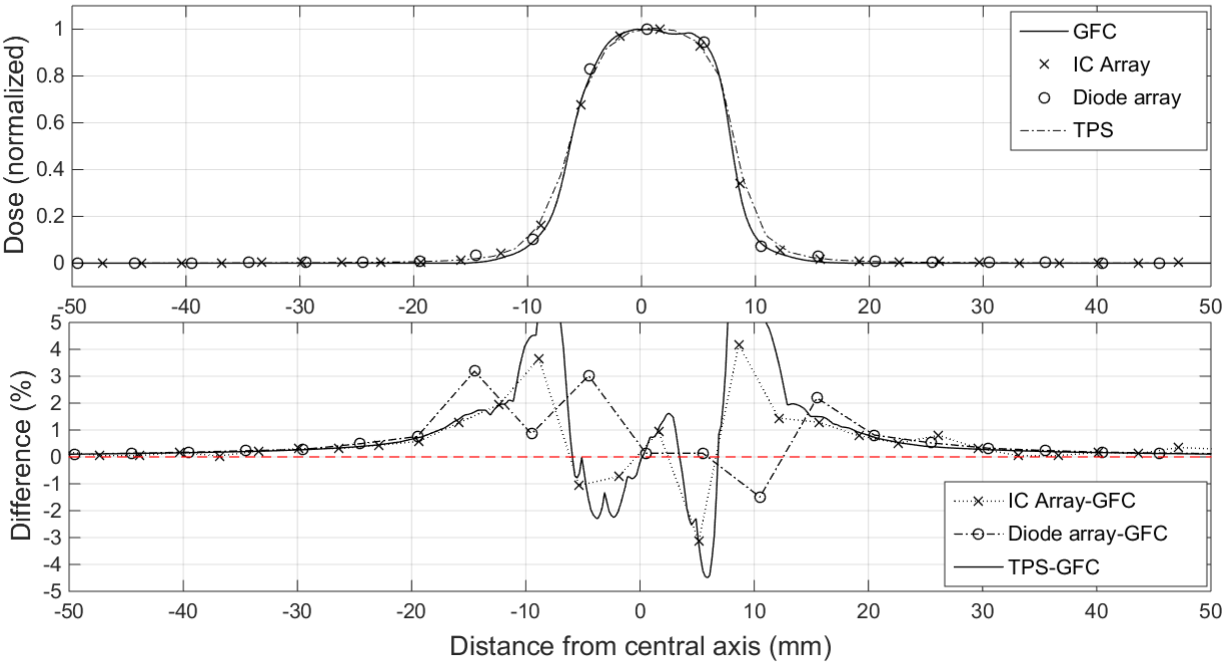 Dose (normalized)
1
0.8
0.6
0.4
0.2
0
-50 -40 -30 -20 -10 0 10 20 30 40 50
GFC
IC Array
Diode array
TPS
Difference (%)
5
4
3
2
1
0
-1
-2
-3
-4
-5
-50 -40 -30 -20 -10 0 10 20 30 40 50
IC Array-GFC
Diode array-GFC
TPS-GFC
Distance from central axis (mm)